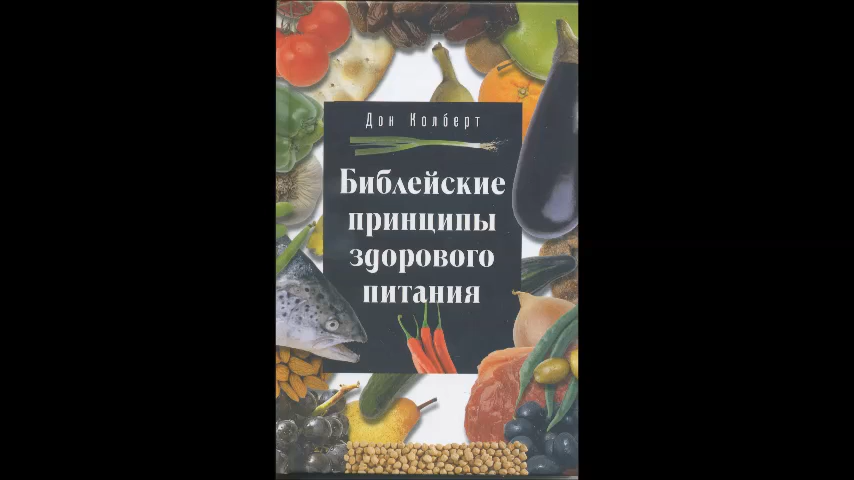 Дон Колберт
Библейские
принципы
здорового
питания